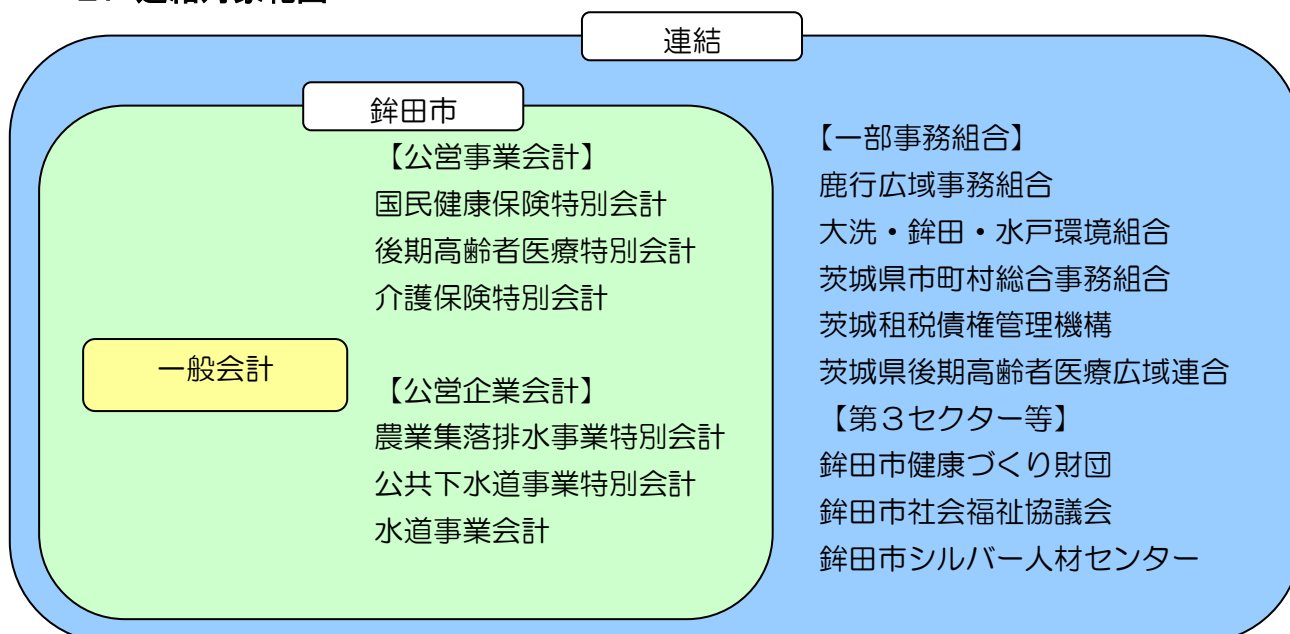 連結
鉾田市
【公営事業会計】
国民健康保険特別会計
後期高齢者医療特別会計
介護保険特別会計
一般会計
【公営企業会計】
農業集落排水事業特別会計
公共下水道事業特別会計
水道事業会計
【一部事務組合】
鹿行広域事務組合
大洗・鉾田・水戸環境組合
茨城県市町村総合事務組合
茨城租税債権管理機構
茨城県後期高齢者医療広域連合
【第３セクター等】
鉾田市健康づくり財団
鉾田市社会福祉協議会
鉾田市シルバー人材センター